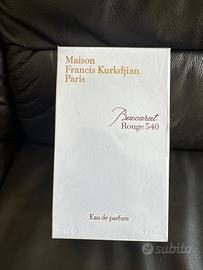 Maison
Francis Kurkdjian
Paris
Baccarat
Rouge 540
Eau de parfum
subito